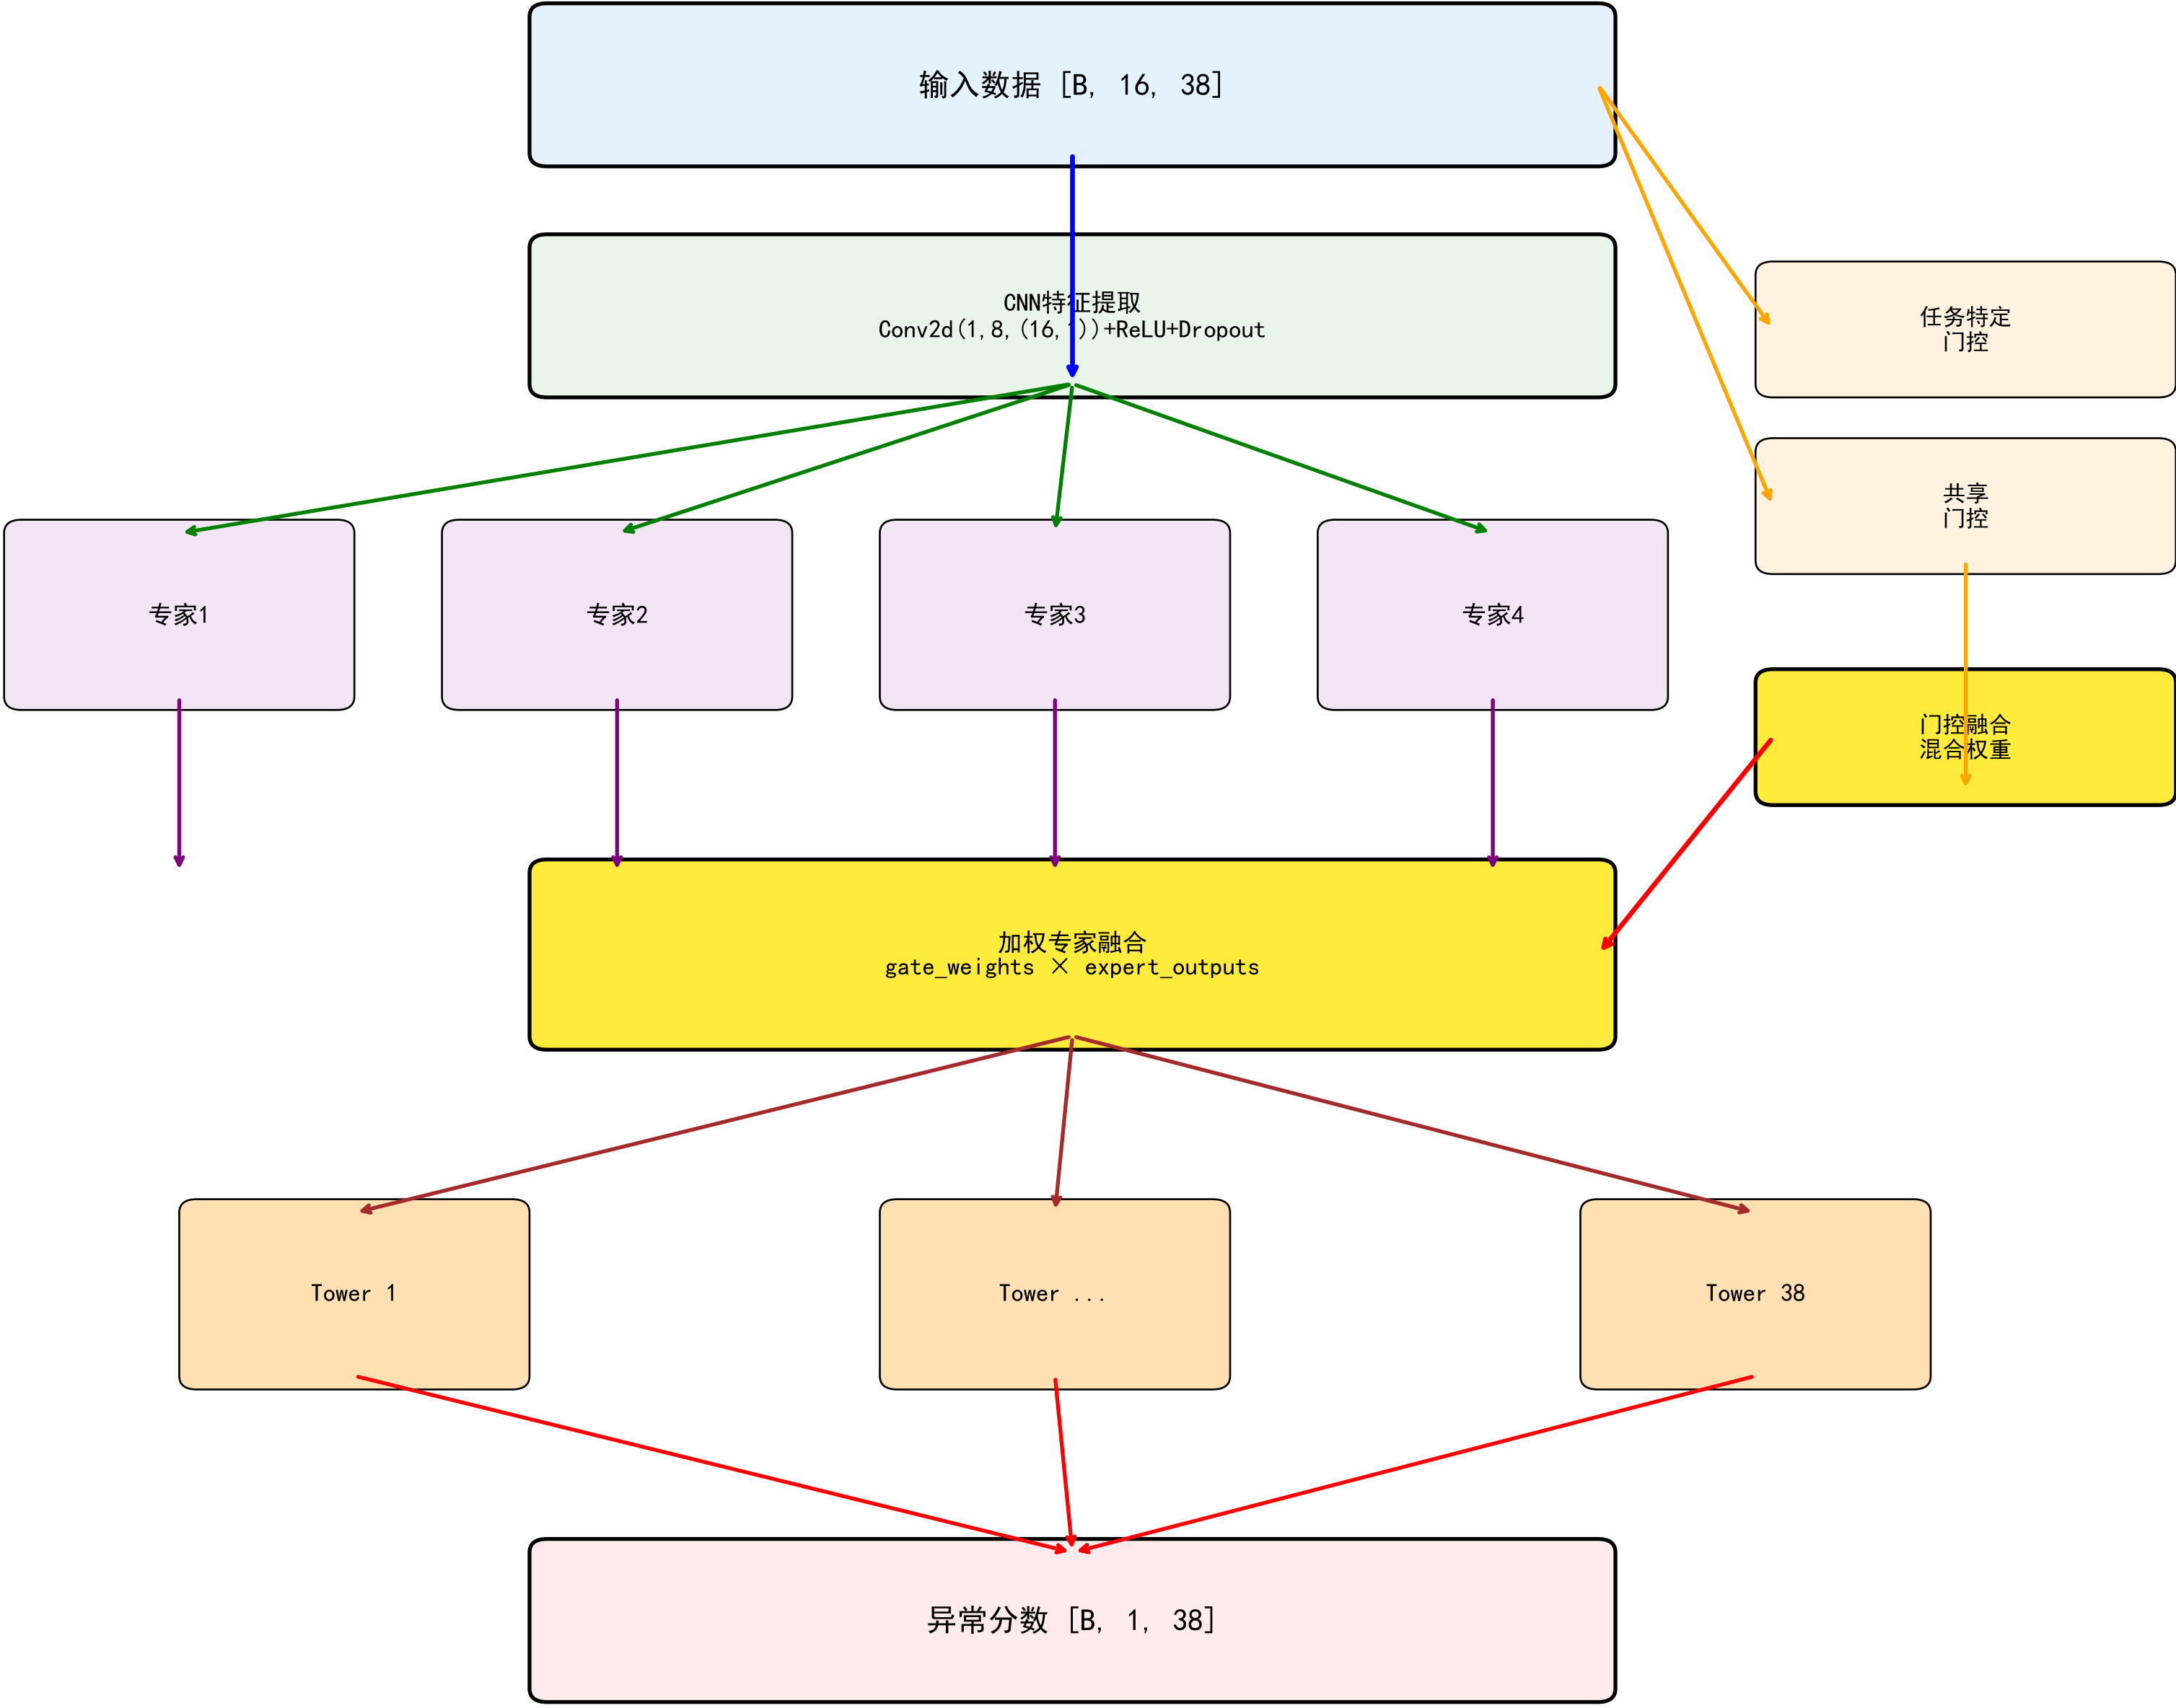 输入数据 [B, 16, 38]
CNN特征提取
Conv2d(1,8,(16,1))+ReLU+Dropout
任务特定
门控
共享
门控
专家1
专家2
专家3
专家4
门控融合
混合权重
加权专家融合
gate_weights × expert_outputs
Tower 1
Tower ...
Tower 38
异常分数 [B, 1, 38]